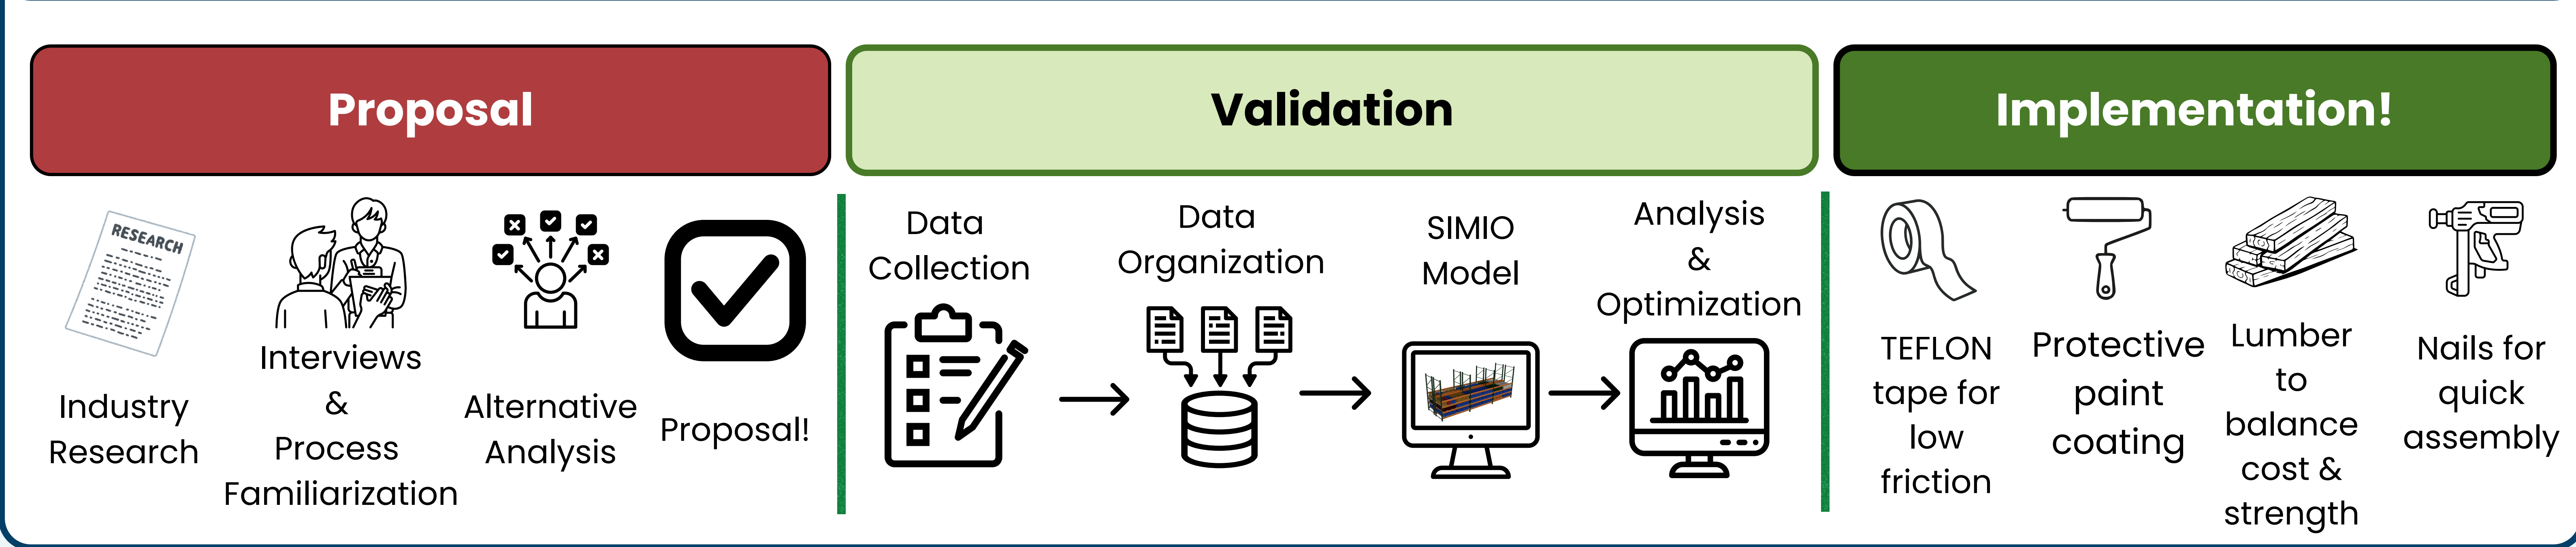 Proposal
RESEARCH
Industry
Research
Interviews
&
Process
Familiarization
Alternative
Analysis
Proposal!
Validation
Data
Collection
Data
Organization
SIMIO
Model
Analysis
&
Optimization
Implementation!
TEFLON
tape for
low
friction
Protective
paint
coating
Lumber
to
balance
cost &
strength
Nails for
quick
assembly